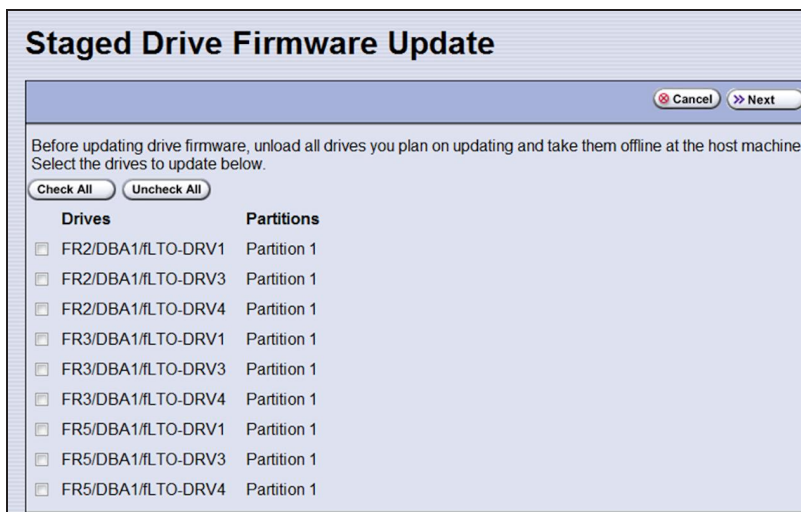 Staged Drive Firmware Update
Cancel Next
Before updating drive firmware, unload all drives you plan on updating and take them offline at the host machine
Select the drives to update below.
Check All Uncheck All
Drives Partitions
FR2/DBA1/fLTO-DRV1 Partition 1
FR2/DBA1/fLTO-DRV3 Partition 1
FR2/DBA1/fLTO-DRV4 Partition 1
FR3/DBA1/fLTO-DRV1 Partition 1
FR3/DBA1/fLTO-DRV3 Partition 1
FR3/DBA1/fLTO-DRV4 Partition 1
FR5/DBA1/fLTO-DRV1 Partition 1
FR5/DBA1/fLTO-DRV3 Partition 1
FR5/DBA1/fLTO-DRV4 Partition 1